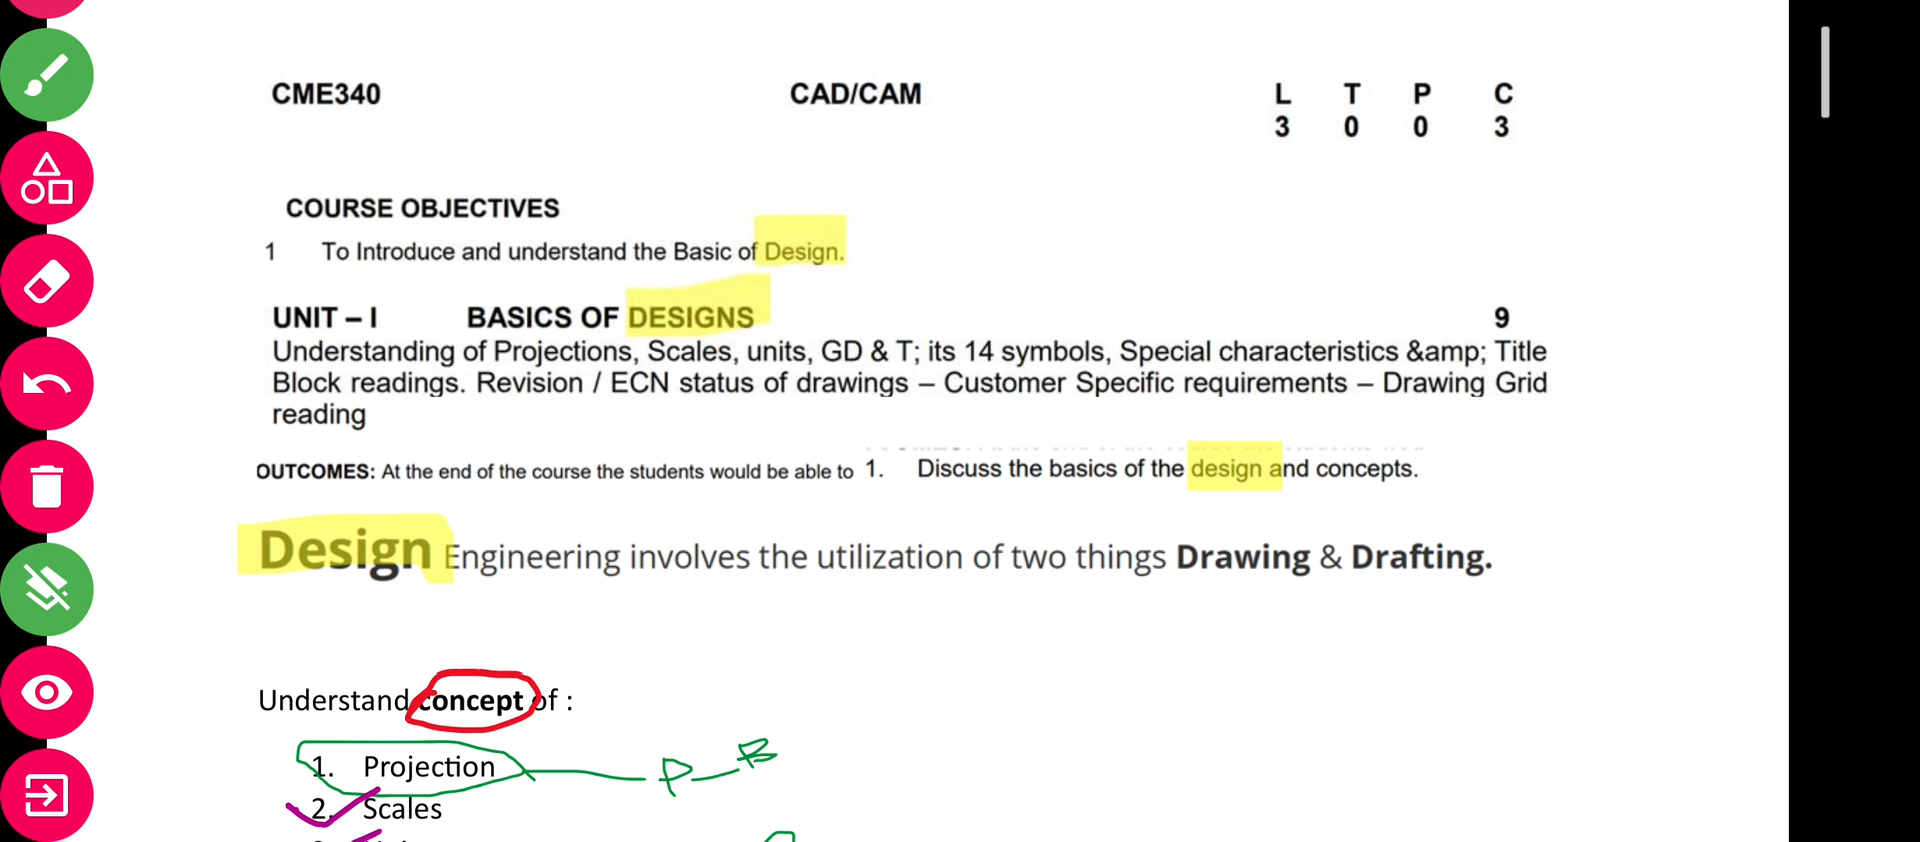 CME340 CAD/CAM L T P C
3 0 0 3
COURSE OBJECTIVES
1 To Introduce and understand the Basic of Design.
UNIT – I BASICS OF DESIGNS 9
Understanding of Projections, Scales, units, GD & T; its 14 symbols, Special characteristics &amp; Title
Block readings. Revision / ECN status of drawings – Customer Specific requirements – Drawing Grid
reading
OUTCOMES: At the end of the course the students would be able to 1. Discuss the basics of the design and concepts.
Design Engineering involves the utilization of two things Drawing & Drafting.
Understand concept of :
1. Projection P
2. Scales